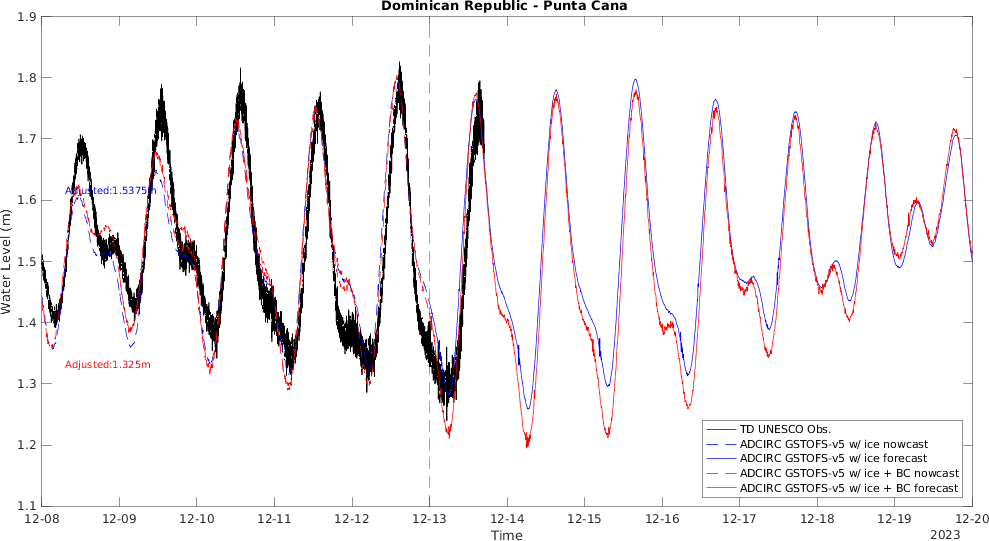 Dominican Republic - Punta Cana
1.9
1.8
1.7
1.6
1.5
1.4
1.3
1.2
1.1
Water Level (m)
Adjusted:1.5375m
Adjusted:1.325m
TD UNESCO Obs.
ADCIRC GSTOFS-v5 w/ ice nowcast
ADCIRC GSTOFS-v5 w/ ice forecast
ADCIRC GSTOFS-v5 w/ ice + BC nowcast
ADCIRC GSTOFS-v5 w/ ice + BC forecast
12-08 12-09 12-10 12-11 12-12 12-13 12-14 12-15 12-16 12-17 12-18 12-19 12-20
Time
2023